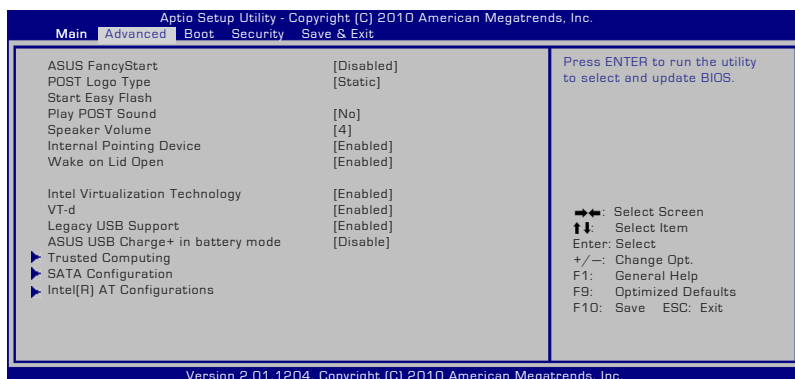 Aptio Setup Utility - Copyright (C) 2010 American Megatrends, Inc.
Main Advanced Boot Security Save & Exit
ASUS FancyStart [Disabled]
POST Logo Type [Static]
Start Easy Flash
Play POST Sound [No]
Speaker Volume [4]
Internal Pointing Device [Enabled]
Wake on Lid Open [Enabled]
Intel Virtualization Technology [Enabled]
VT-d [Enabled]
Legacy USB Support [Enabled]
ASUS USB Charge+ in battery mode [Disable]
Trusted Computing
SATA Configuration
Intel(R) AT Configurations
Press ENTER to run the utility
to select and update BIOS.
→←: Select Screen
↑↓: Select Item
Enter: Select
+/—: Change Opt.
F1: General Help
F9: Optimized Defaults
F10: Save ESC: Exit
Version 2.01.1204. Copyright (C) 2010 American Megatrends, Inc.